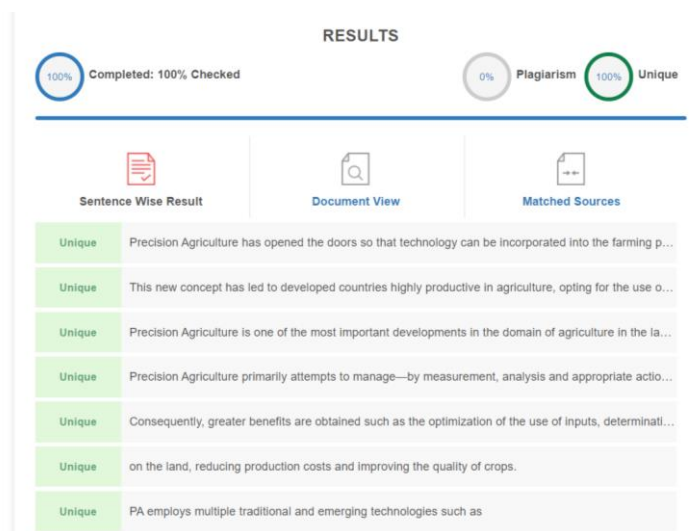 RESULTS
100% Completed: 100% Checked 0% Plagiarism 100% Unique
Sentence Wise Result Document View Matched Sources
Unique Precision Agriculture has opened the doors so that technology can be incorporated into the farming p...
Unique This new concept has led to developed countries highly productive in agriculture, opting for the use o...
Unique Precision Agriculture is one of the most important developments in the domain of agriculture in the la...
Unique Precision Agriculture primarily attempts to manage—by measurement, analysis and appropriate actio...
Unique Consequently, greater benefits are obtained such as the optimization of the use of inputs, determinati...
Unique on the land, reducing production costs and improving the quality of crops.
Unique PA employs multiple traditional and emerging technologies such as